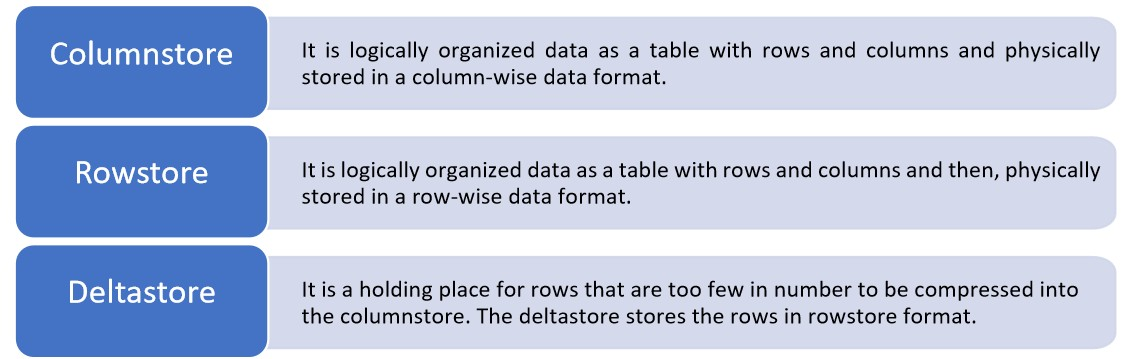 Columnstore
It is logically organized data as a table with rows and columns and physically
stored in a column-wise data format.
Rowstore
It is logically organized data as a table with rows and columns and then, physically
stored in a row-wise data format.
Deltastore
It is a holding place for rows that are too few in number to be compressed into
the columnstore. The deltastore stores the rows in rowstore format.